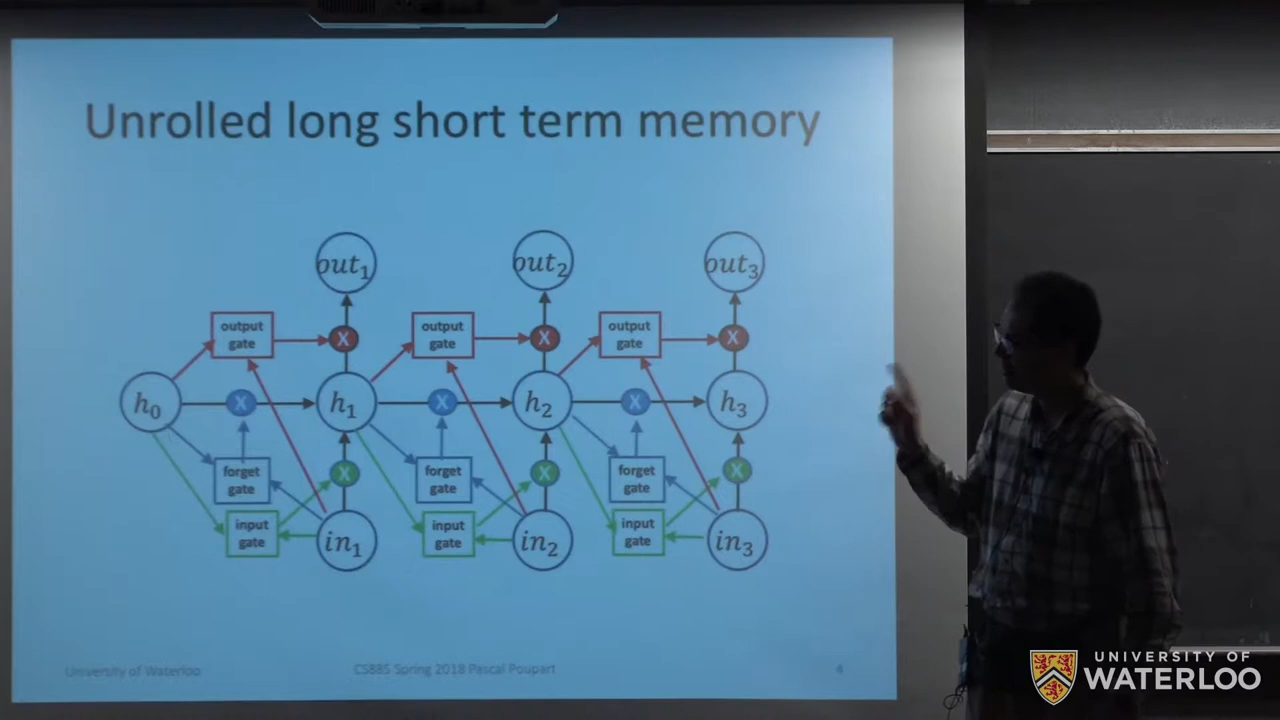 Unrolled long short term memory
out₁ out₂ out₃
output gate output gate output gate
X X X
h₀ X h₁ X h₂ X h₃
forget gate X forget gate X forget gate X
input gate in₁ input gate in₂ input gate in₃
University of Waterloo CS885 Spring 2018 Pascal Poupart 4
UNIVERSITY OF
WATERLOO